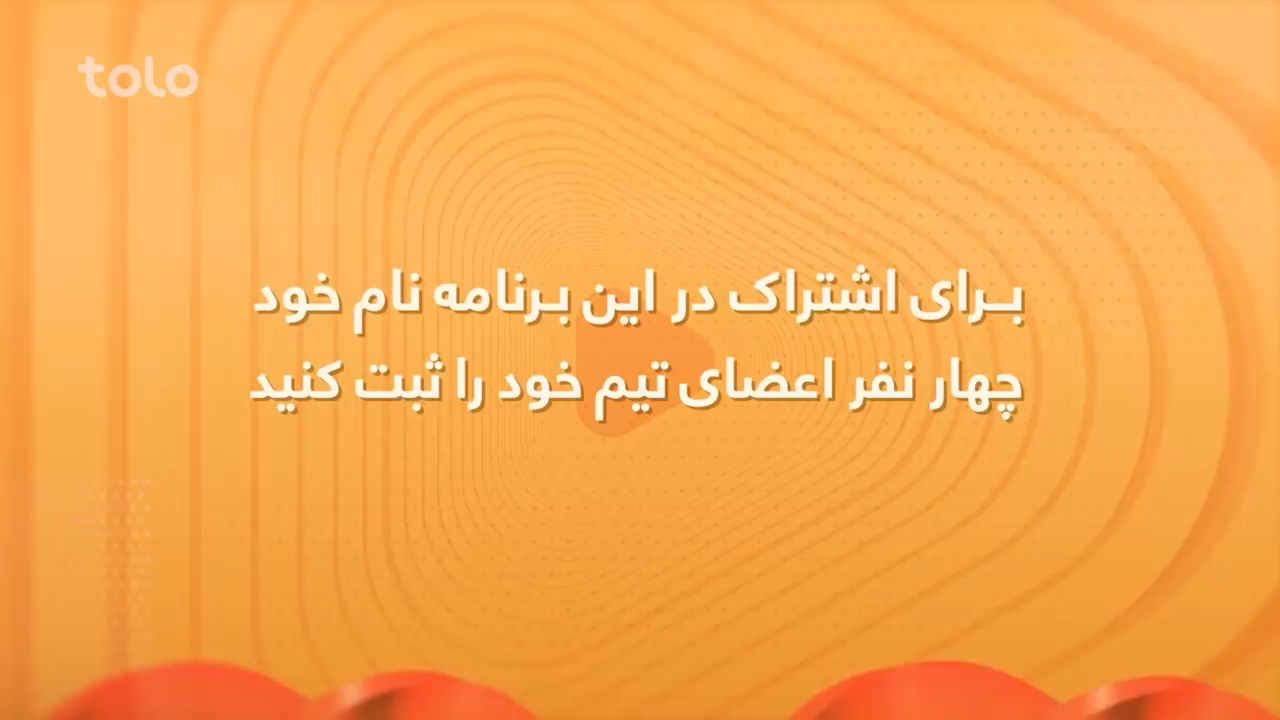 tolo
برای اشتراک در این برنامه نام خود
چهار نفر اعضای تیم خود را ثبت کنید